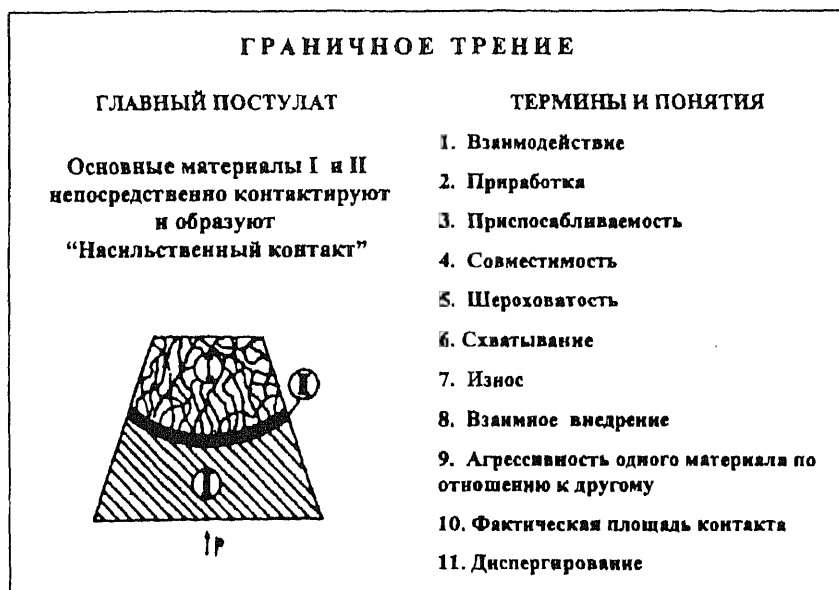 ГРАНИЧНОЕ ТРЕНИЕ
ГЛАВНЫЙ ПОСТУЛАТ
Основные материалы I и II
непосредственно контактируют
и образуют
“Насильственный контакт”
I
I
I
P
ТЕРМИНЫ И ПОНЯТИЯ
1. Взаимодействие
2. Приработка
3. Приспосабливаемость
4. Совместимость
5. Шероховатость
6. Схватывание
7. Износ
8. Взаимное внедрение
9. Агрессивность одного материала по
отношению к другому
10. Фактическая площадь контакта
11. Диспергирование